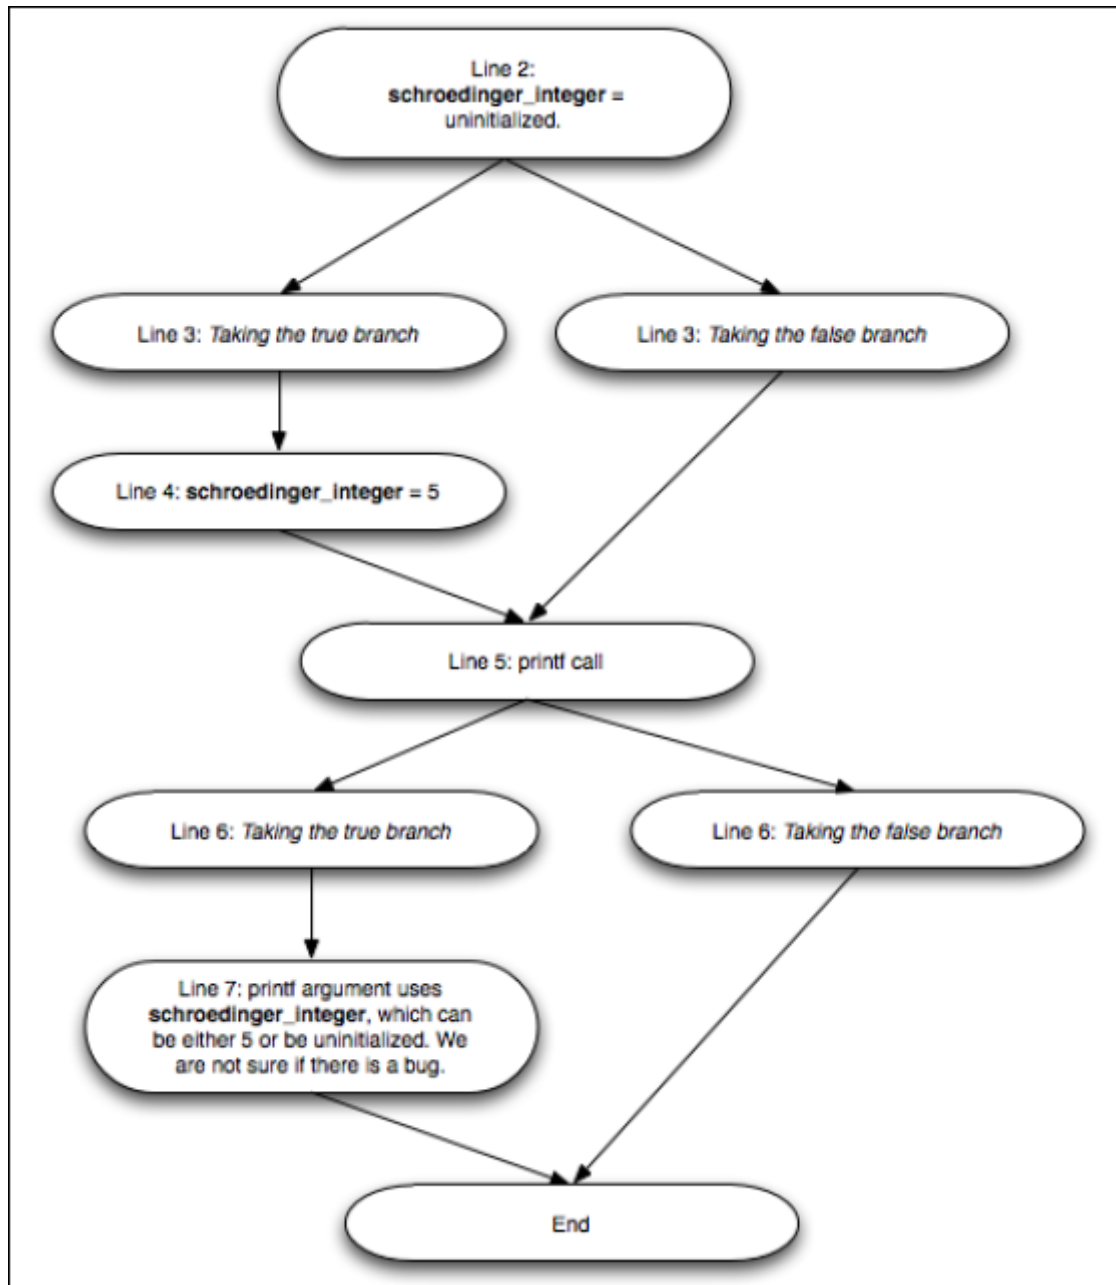 Line 2:
schroedinger_integer =
uninitialized.
Line 3: Taking the true branch
Line 3: Taking the false branch
Line 4: schroedinger_integer = 5
Line 5: printf call
Line 6: Taking the true branch
Line 6: Taking the false branch
Line 7: printf argument uses
schroedinger_integer, which can
be either 5 or be uninitialized. We
are not sure if there is a bug.
End